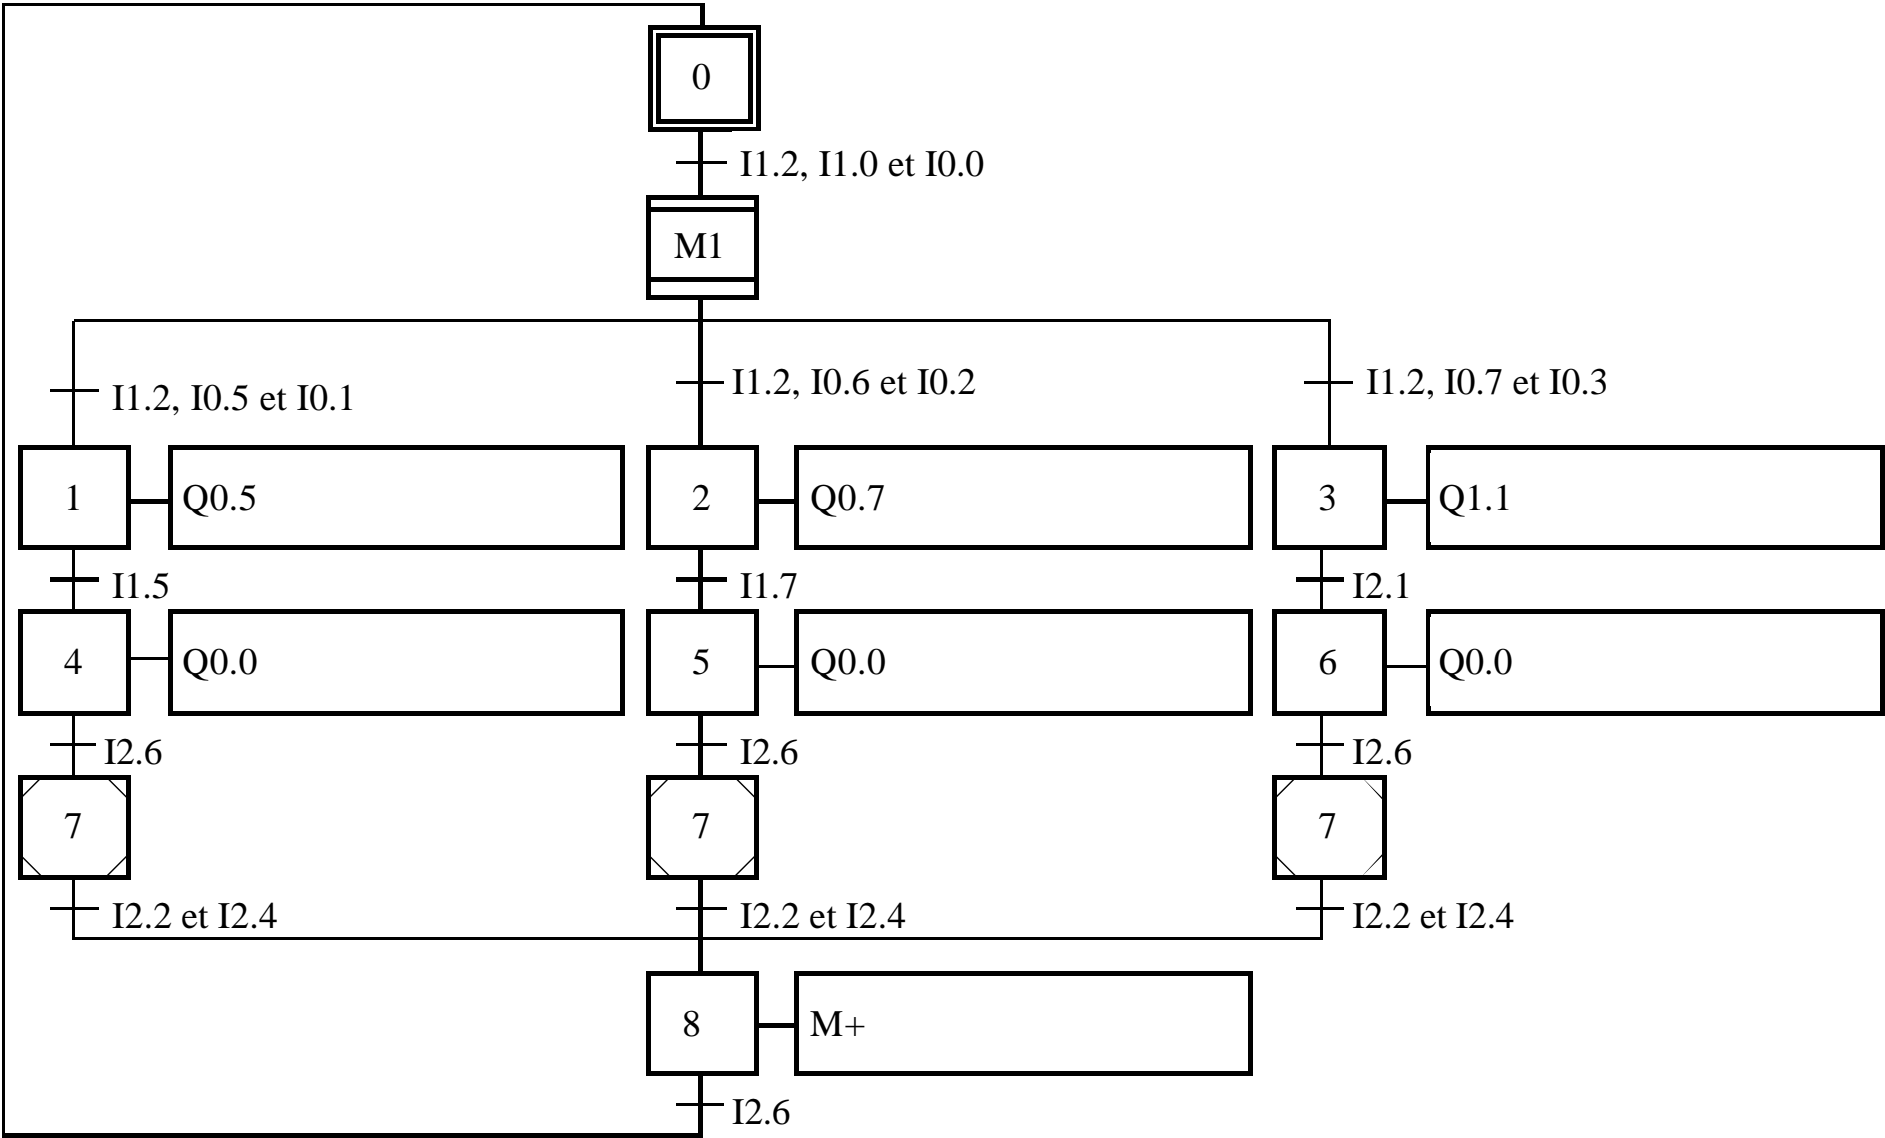 0
I1.2, I1.0 et I0.0
M1
I1.2, I0.5 et I0.1
I1.2, I0.6 et I0.2
I1.2, I0.7 et I0.3
1
Q0.5
2
Q0.7
3
Q1.1
I1.5
I1.7
I2.1
4
Q0.0
5
Q0.0
6
Q0.0
I2.6
I2.6
I2.6
7
7
7
I2.2 et I2.4
I2.2 et I2.4
I2.2 et I2.4
8
M+
I2.6